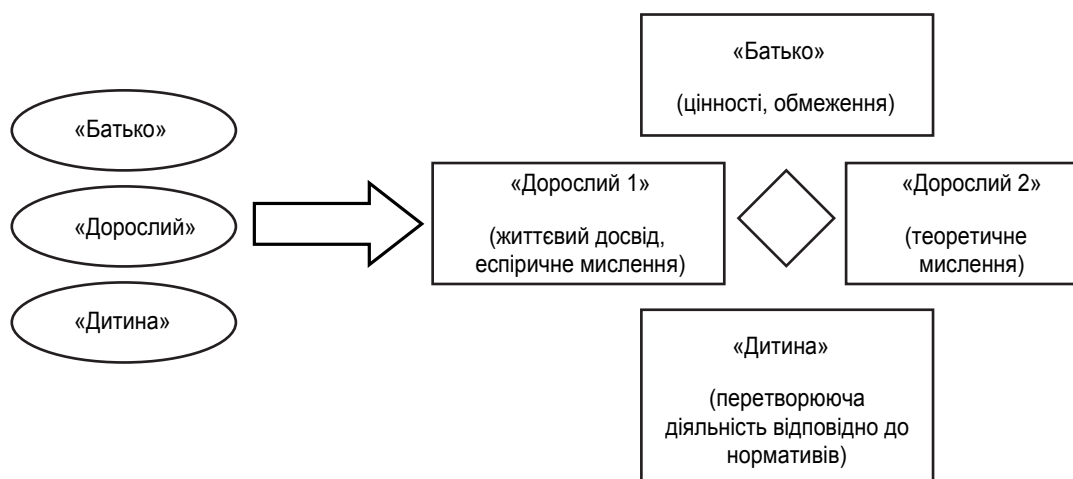 «Батько»
«Дорослий»
«Дитина»
«Батько»
(цінності, обмеження)
«Дорослий 1»
(життєвий досвід,
еспіричне мислення)
«Дорослий 2»
(теоретичне
мислення)
«Дитина»
(перетворююча
діяльність відповідно до
нормативів)